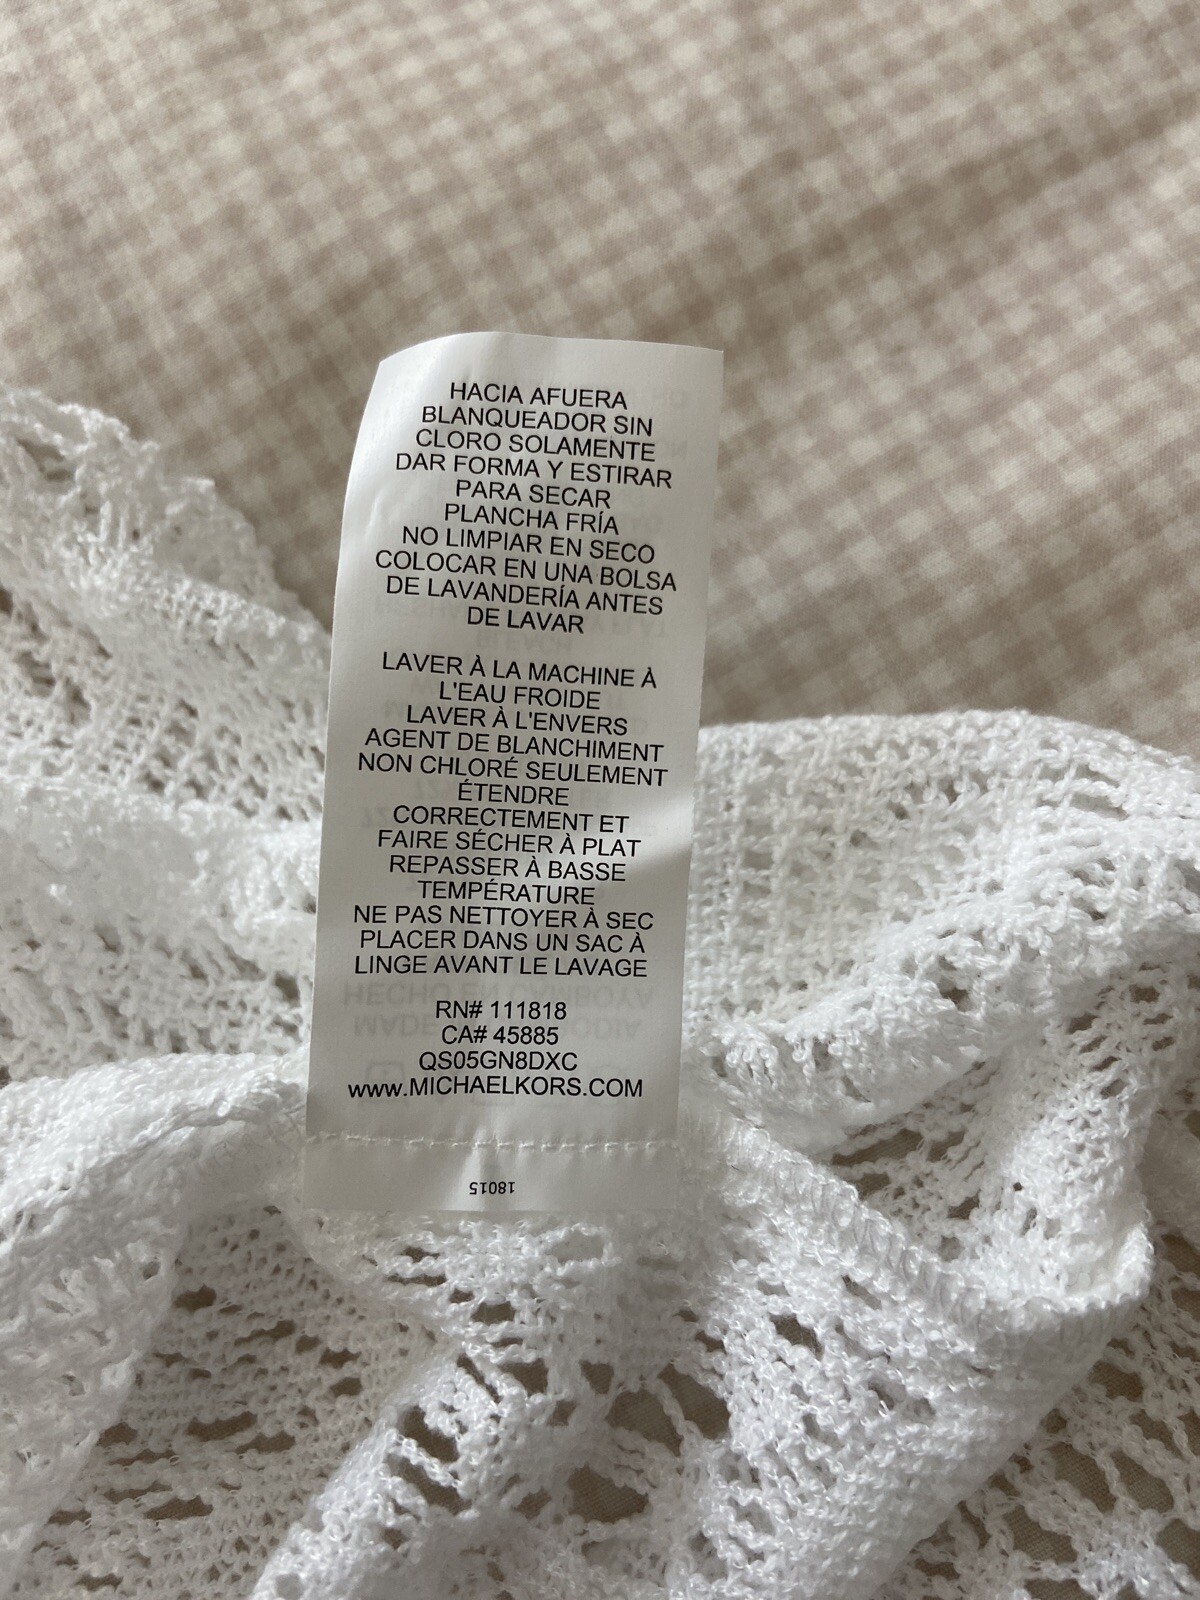 HACIA AFUERA
BLANQUEADOR SIN
CLORO SOLAMENTE
DAR FORMA Y ESTIRAR
PARA SECAR
PLANCHA FRÍA
NO LIMPIAR EN SECO
COLOCAR EN UNA BOLSA
DE LAVANDERÍA ANTES
DE LAVAR
LAVER À LA MACHINE À
L'EAU FROIDE
LAVER À L'ENVERS
AGENT DE BLANCHIMENT
NON CHLORÉ SEULEMENT
ÉTENDRE
CORRECTEMENT ET
FAIRE SÉCHER À PLAT
REPASSER À BASSE
TEMPÉRATURE
NE PAS NETTOYER À SEC
PLACER DANS UN SAC À
LINGE AVANT LE LAVAGE
RN# 111818
CA# 45885
QS05GN8DXC
www.MICHAELKORS.COM
18015